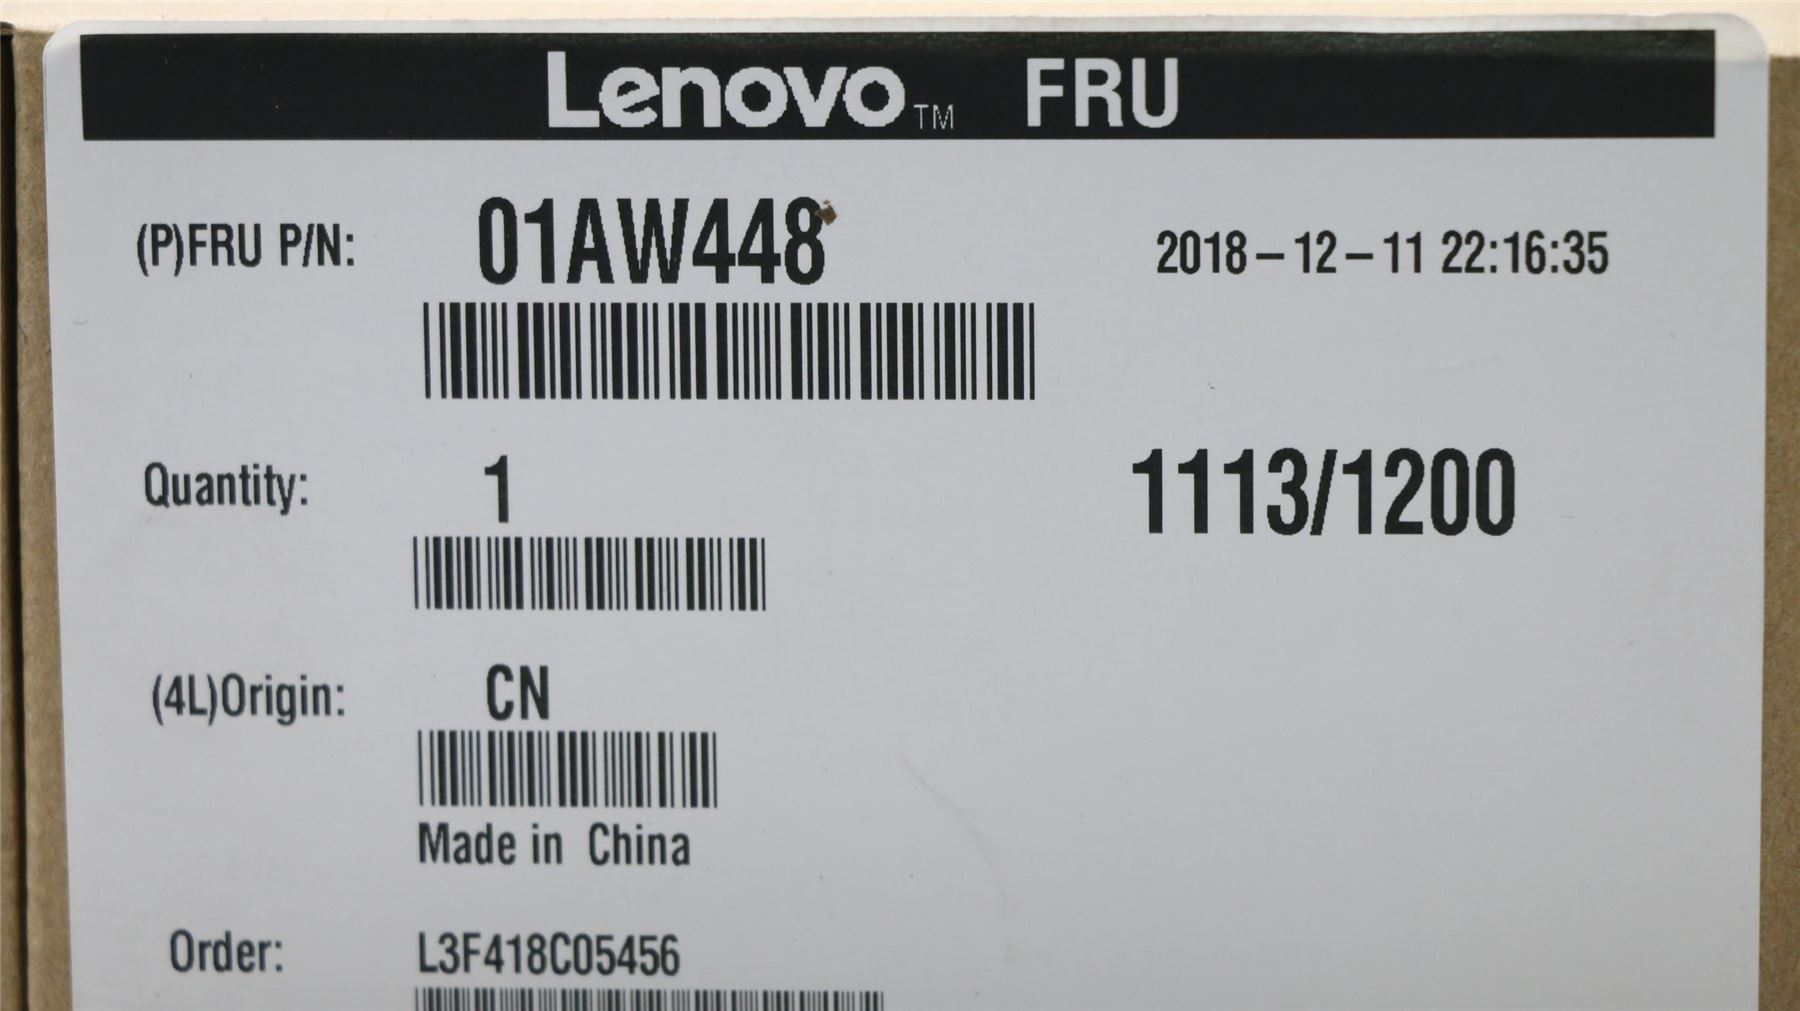 Lenovo™ FRU
(P)FRU P/N: 01AW448 2018-12-11 22:16:35
Quantity: 1 1113/1200
(4L)Origin: CN
Made in China
Order: L3F418C05456